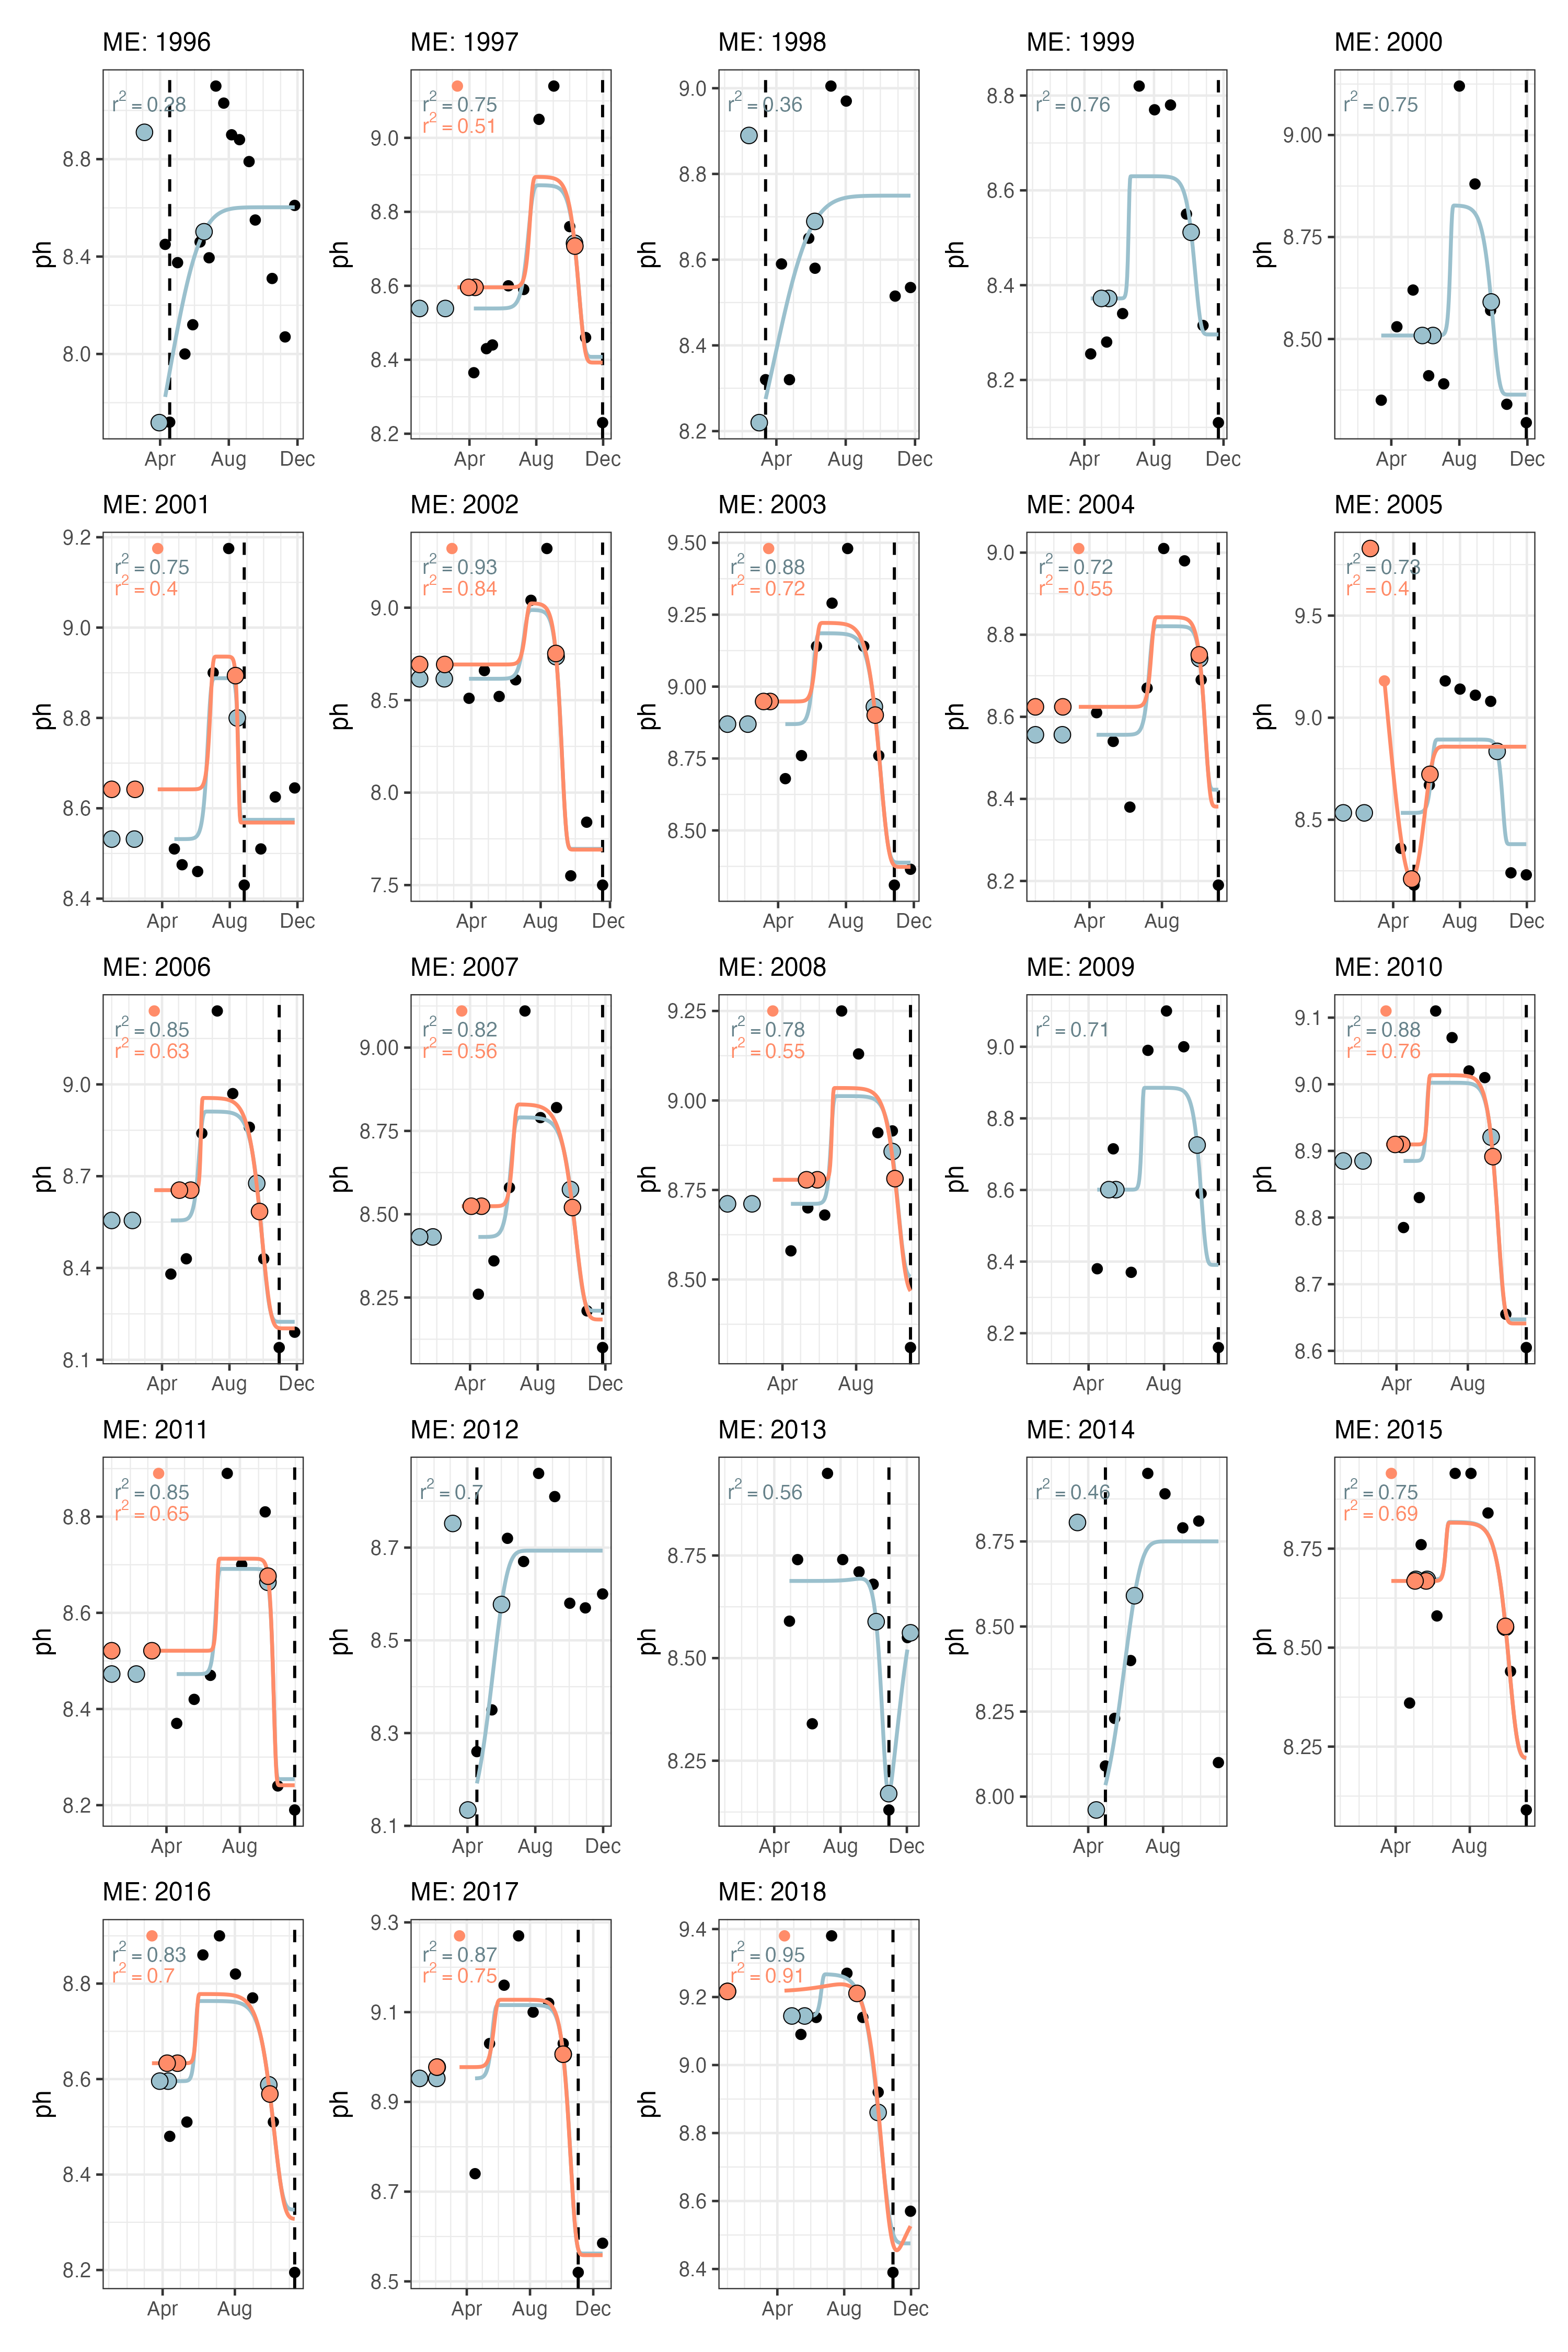 ME: 1996
r² = 0.28
ph
8.8
8.4
8.0
Apr Aug Dec
ME: 1997
r² = 0.75
r² = 0.51
ph
9.0
8.8
8.6
8.4
8.2
Apr Aug Dec
ME: 1998
r² = 0.36
ph
9.0
8.8
8.6
8.4
8.2
Apr Aug Dec
ME: 1999
r² = 0.76
ph
8.8
8.6
8.4
8.2
Apr Aug Dec
ME: 2000
r² = 0.75
ph
9.00
8.75
8.50
Apr Aug Dec
ME: 2001
r² = 0.75
r² = 0.4
ph
9.2
9.0
8.8
8.6
8.4
Apr Aug Dec
ME: 2002
r² = 0.93
r² = 0.84
ph
9.0
8.5
8.0
7.5
Apr Aug Dec
ME: 2003
r² = 0.88
r² = 0.72
ph
9.50
9.25
9.00
8.75
8.50
Apr Aug Dec
ME: 2004
r² = 0.72
r² = 0.55
ph
9.0
8.8
8.6
8.4
8.2
Apr Aug
ME: 2005
r² = 0.73
r² = 0.4
ph
9.5
9.0
8.5
Apr Aug Dec
ME: 2006
r² = 0.85
r² = 0.63
ph
9.0
8.7
8.4
8.1
Apr Aug Dec
ME: 2007
r² = 0.82
r² = 0.56
ph
9.00
8.75
8.50
8.25
Apr Aug Dec
ME: 2008
r² = 0.78
r² = 0.55
ph
9.25
9.00
8.75
8.50
Apr Aug
ME: 2009
r² = 0.71
ph
9.0
8.8
8.6
8.4
8.2
Apr Aug
ME: 2010
r² = 0.88
r² = 0.76
ph
9.1
9.0
8.9
8.8
8.7
8.6
Apr Aug
ME: 2011
r² = 0.85
r² = 0.65
ph
8.8
8.6
8.4
8.2
Apr Aug
ME: 2012
r² = 0.7
ph
8.7
8.5
8.3
8.1
Apr Aug Dec
ME: 2013
r² = 0.56
ph
8.75
8.50
8.25
Apr Aug Dec
ME: 2014
r² = 0.46
ph
8.75
8.50
8.25
8.00
Apr Aug
ME: 2015
r² = 0.75
r² = 0.69
ph
8.75
8.50
8.25
Apr Aug
ME: 2016
r² = 0.83
r² = 0.7
ph
8.8
8.6
8.4
8.2
Apr Aug
ME: 2017
r² = 0.87
r² = 0.75
ph
9.3
9.1
8.9
8.7
8.5
Apr Aug Dec
ME: 2018
r² = 0.95
r² = 0.91
ph
9.4
9.2
9.0
8.8
8.6
8.4
Apr Aug Dec